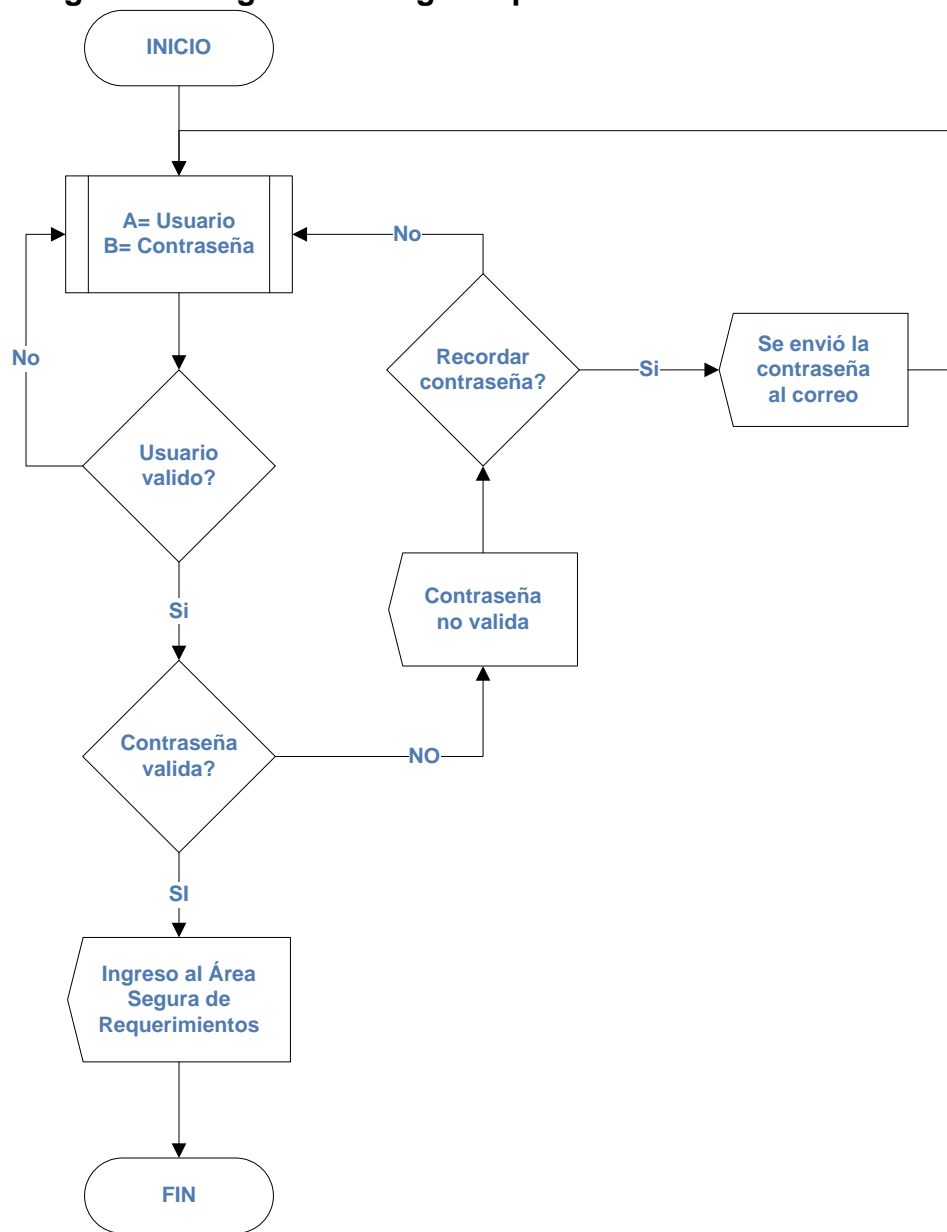 INICIO
A= Usuario
B= Contraseña
No
No
Recordar
contraseña?
Si
Se envió la
contraseña
al correo
Usuario
valido?
Si
Contraseña
no valida
Contraseña
valida?
NO
SI
Ingreso al Área
Segura de
Requerimientos
FIN